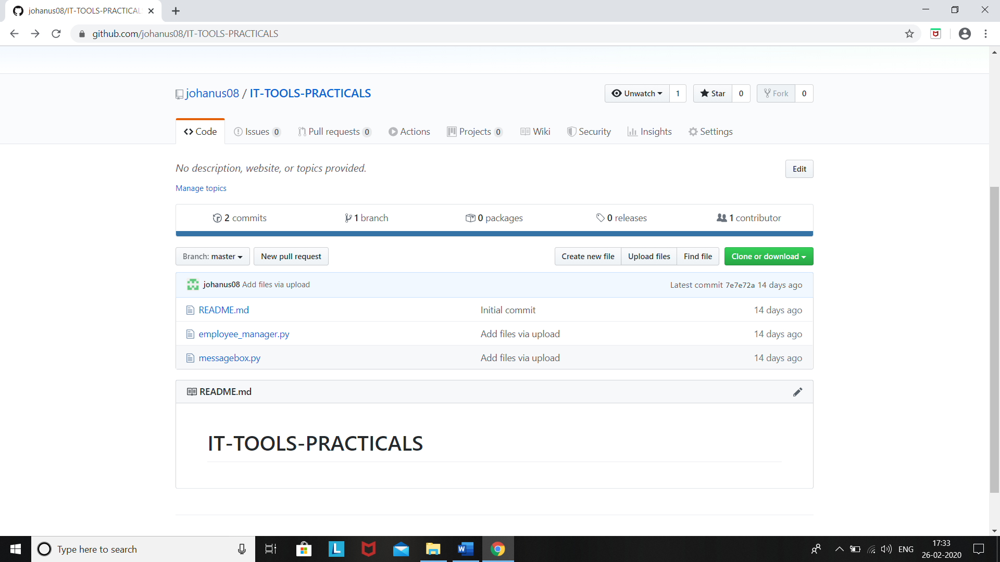 johanus08/IT-TOOLS-PRACTICAL
github.com/johanus08/IT-TOOLS-PRACTICALS
johanus08 / IT-TOOLS-PRACTICALS
Unwatch 1 Star 0 Fork 0
Code Issues 0 Pull requests 0 Actions Projects 0 Wiki Security Insights Settings
No description, website, or topics provided.
Edit
Manage topics
2 commits 1 branch 0 packages 0 releases 1 contributor
Branch: master New pull request Create new file Upload files Find file Clone or download
johanus08 Add files via upload Latest commit 7e7e72a 14 days ago
README.md Initial commit 14 days ago
employee_manager.py Add files via upload 14 days ago
messagebox.py Add files via upload 14 days ago
README.md
IT-TOOLS-PRACTICALS
Type here to search
L
W
ENG
17:33
26-02-2020